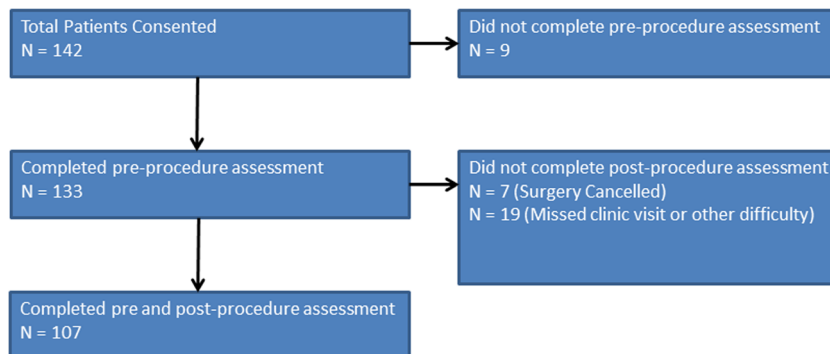 Total Patients Consented
N = 142
Did not complete pre-procedure assessment
N = 9
Completed pre-procedure assessment
N = 133
Did not complete post-procedure assessment
N = 7 (Surgery Cancelled)
N = 19 (Missed clinic visit or other difficulty)
Completed pre and post-procedure assessment
N = 107